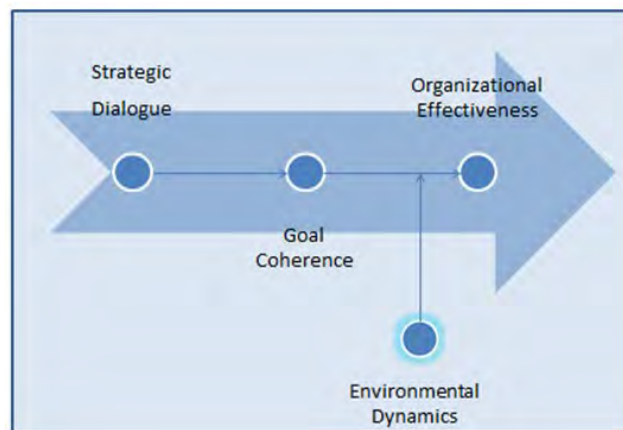 Strategic
Dialogue
Organizational
Effectiveness
Goal
Coherence
Environmental
Dynamics